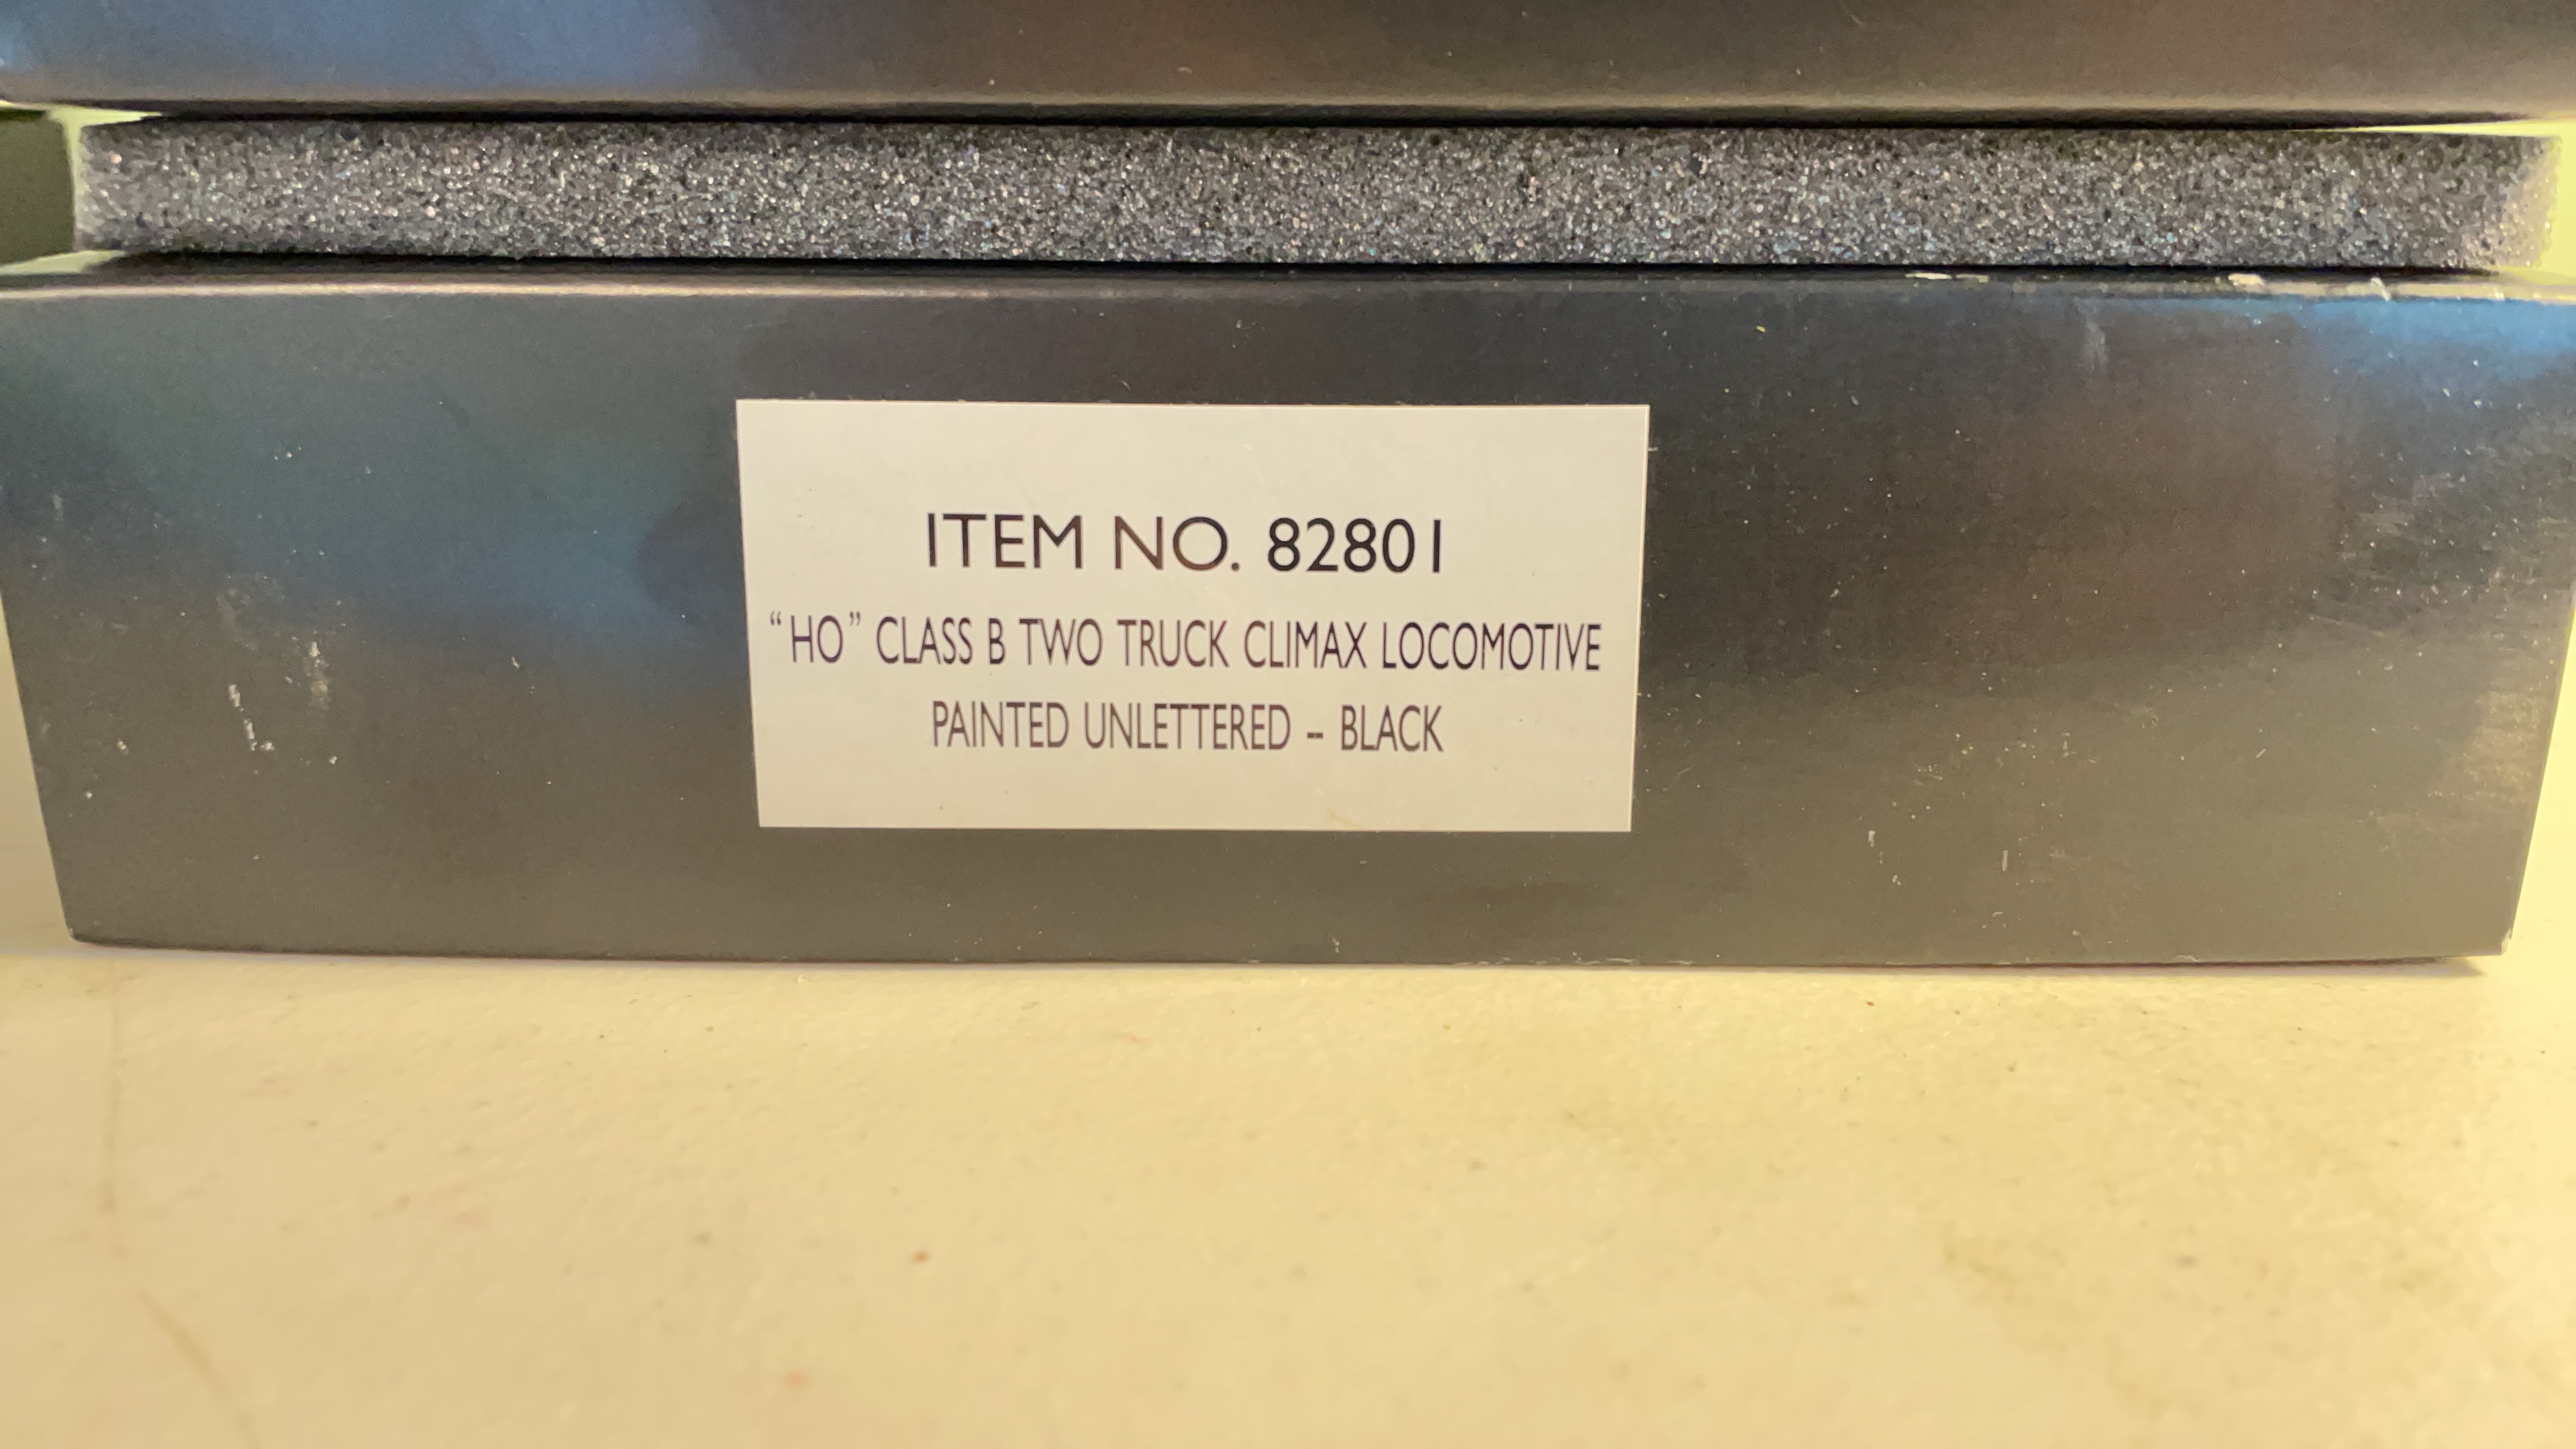 ITEM NO. 82801
“HO” CLASS B TWO TRUCK CLIMAX LOCOMOTIVE
PAINTED UNLETTERED – BLACK